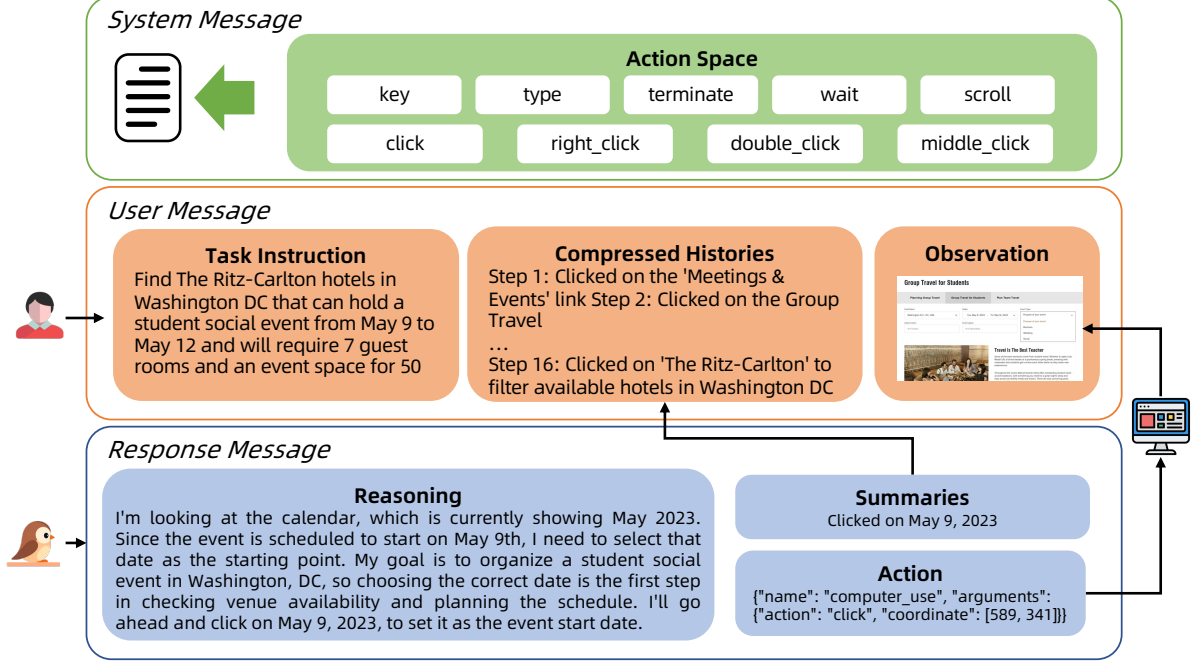 System Message
Action Space
key
type
terminate
wait
scroll
click
right_click
double_click
middle_click
User Message
Task Instruction
Find The Ritz-Carlton hotels in
Washington DC that can hold a
student social event from May 9 to
May 12 and will require 7 guest
rooms and an event space for 50
Compressed Histories
Step 1: Clicked on the 'Meetings &
Events' link Step 2: Clicked on the Group
Travel
...
Step 16: Clicked on 'The Ritz-Carlton' to
filter available hotels in Washington DC
Observation
Group Travel for Students
Planning Group Travel
Group Travel for Students
Travel Is The Best Teacher
Response Message
Reasoning
I'm looking at the calendar, which is currently showing May 2023.
Since the event is scheduled to start on May 9th, I need to select that
date as the starting point. My goal is to organize a student social
event in Washington, DC, so choosing the correct date is the first step
in checking venue availability and planning the schedule. I'll go
ahead and click on May 9, 2023, to set it as the event start date.
Summaries
Clicked on May 9, 2023
Action
{"name": "computer_use", "arguments":
{"action": "click", "coordinate": [589, 341]}}